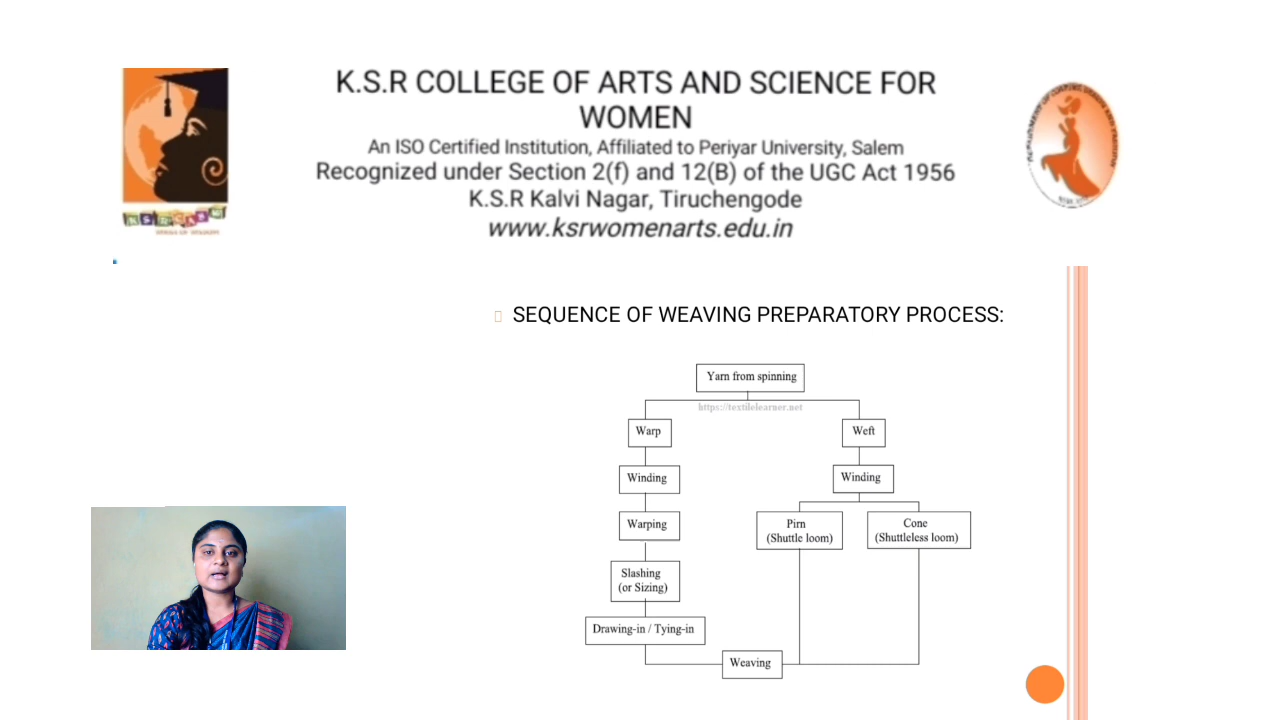 K.S.R COLLEGE OF ARTS AND SCIENCE FOR
WOMEN
An ISO Certified Institution, Affiliated to Periyar University, Salem
Recognized under Section 2(f) and 12(B) of the UGC Act 1956
K.S.R Kalvi Nagar, Tiruchengode
www.ksrwomenarts.edu.in
SEQUENCE OF WEAVING PREPARATORY PROCESS:
Yarn from spinning
https://textilelearner.net
Warp
Weft
Winding
Winding
Warping
Pirn
(Shuttle loom)
Cone
(Shuttleless loom)
Slashing
(or Sizing)
Drawing-in / Tying-in
Weaving